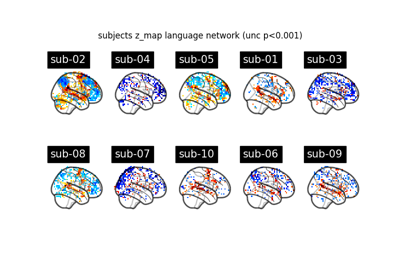 subjects z_map language network (unc p<0.001)
sub-02 sub-04 sub-05 sub-01 sub-03
sub-08 sub-07 sub-10 sub-06 sub-09